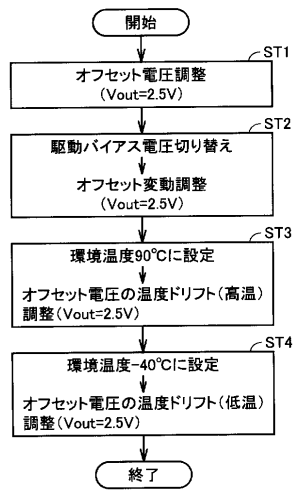 開始
ST1
オフセット電圧調整
(Vout=2.5V)
ST2
駆動バイアス電圧切り替え
オフセット変動調整
(Vout=2.5V)
ST3
環境温度90℃に設定
オフセット電圧の温度ドリフト(高温)
調整(Vout=2.5V)
ST4
環境温度-40℃に設定
オフセット電圧の温度ドリフト(低温)
調整(Vout=2.5V)
終了